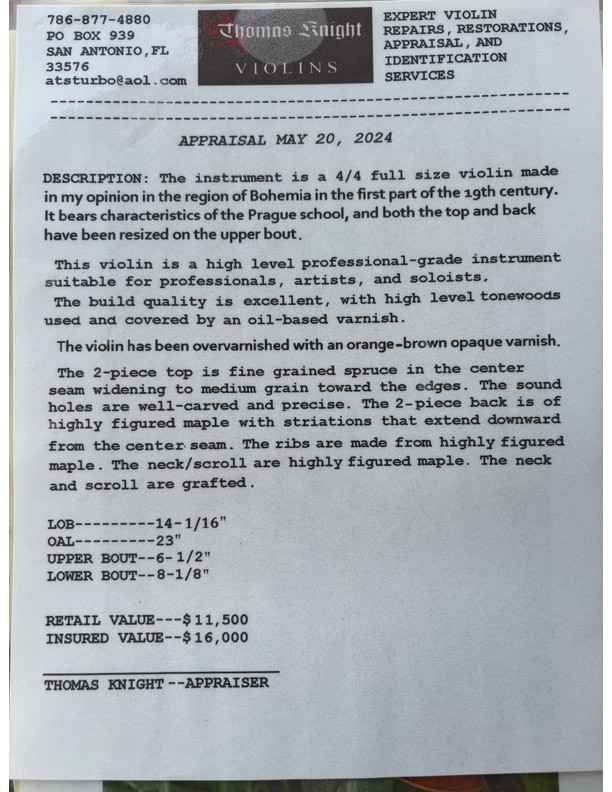 786-877-4880
PO BOX 939
SAN ANTONIO,FL
33576
atsturbo@aol.com
Thomas Knight
VIOLINS
EXPERT VIOLIN
REPAIRS, RESTORATIONS,
APPRAISAL, AND
IDENTIFICATION
SERVICES
APPRAISAL MAY 20, 2024
DESCRIPTION: The instrument is a 4/4 full size violin made
in my opinion in the region of Bohemia in the first part of the 19th century.
It bears characteristics of the Prague school, and both the top and back
have been resized on the upper bout.
This violin is a high level professional-grade instrument
suitable for professionals, artists, and soloists.
The build quality is excellent, with high level tonewoods
used and covered by an oil-based varnish.
The violin has been overvarnished with an orange-brown opaque varnish.
The 2-piece top is fine grained spruce in the center
seam widening to medium grain toward the edges. The sound
holes are well-carved and precise. The 2-piece back is of
highly figured maple with striations that extend downward
from the center seam. The ribs are made from highly figured
maple. The neck/scroll are highly figured maple. The neck
and scroll are grafted.
LOB---------14-1/16"
OAL---------23"
UPPER BOUT--6-1/2"
LOWER BOUT--8-1/8"
RETAIL VALUE---$11,500
INSURED VALUE--$16,000
THOMAS KNIGHT--APPRAISER